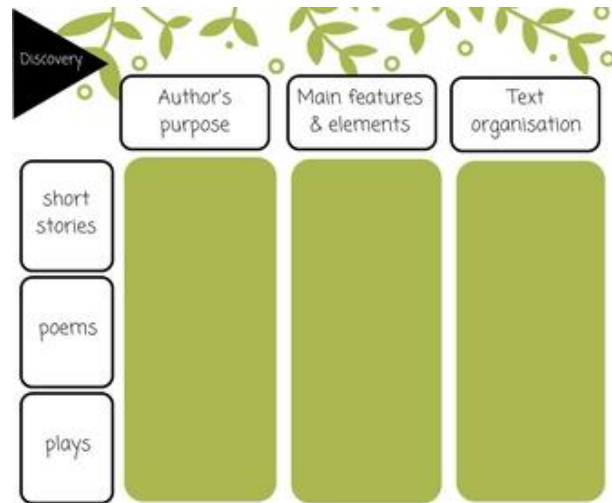 Discovery
Author's
purpose
Main features
& elements
Text
organisation
short
stories
poems
plays